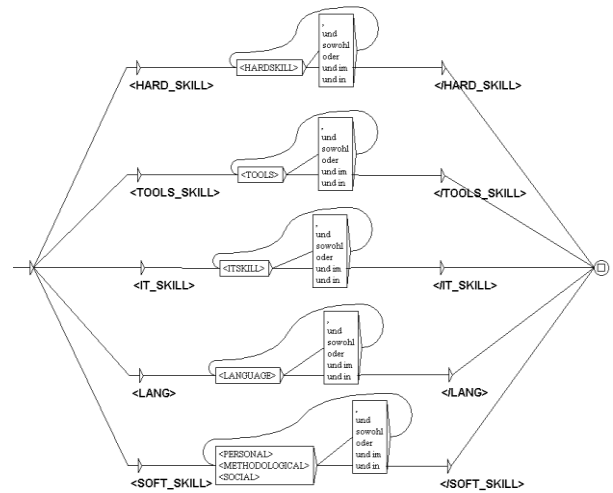 ,
und
sowohl
oder
und im
und in
<HARDSKILL>
<HARD_SKILL>
</HARD_SKILL>
,
und
sowohl
oder
und im
und in
<TOOLS>
<TOOLS_SKILL>
</TOOLS_SKILL>
,
und
sowohl
oder
und im
und in
<ITSKILL>
<IT_SKILL>
</IT_SKILL>
,
und
sowohl
oder
und im
und in
<LANGUAGE>
<LANG>
</LANG>
,
und
sowohl
oder
und im
und in
<PERSONAL>
<METHODOLOGICAL>
<SOCIAL>
<SOFT_SKILL>
</SOFT_SKILL>